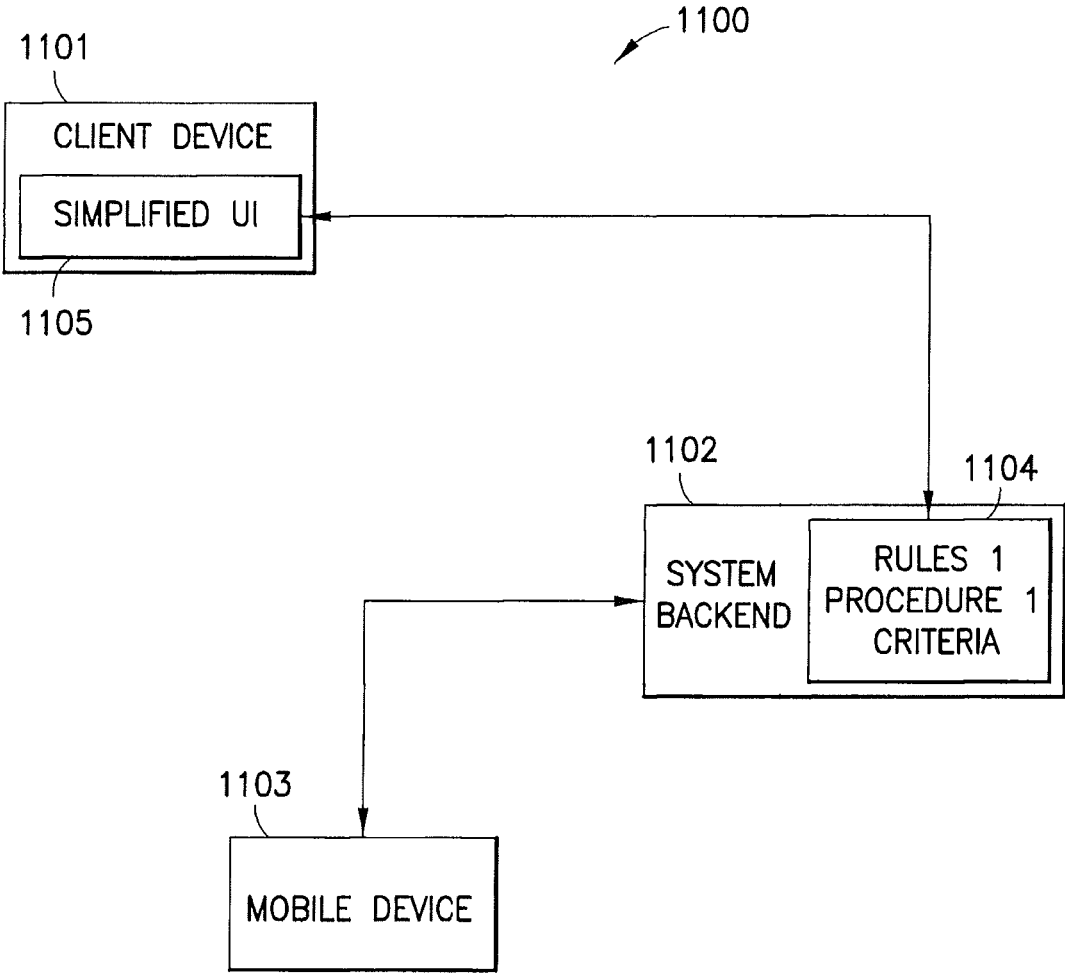 1100
1101
CLIENT DEVICE
SIMPLIFIED UI
1105
1102
1104
SYSTEM
BACKEND
RULES 1
PROCEDURE 1
CRITERIA
1103
MOBILE DEVICE